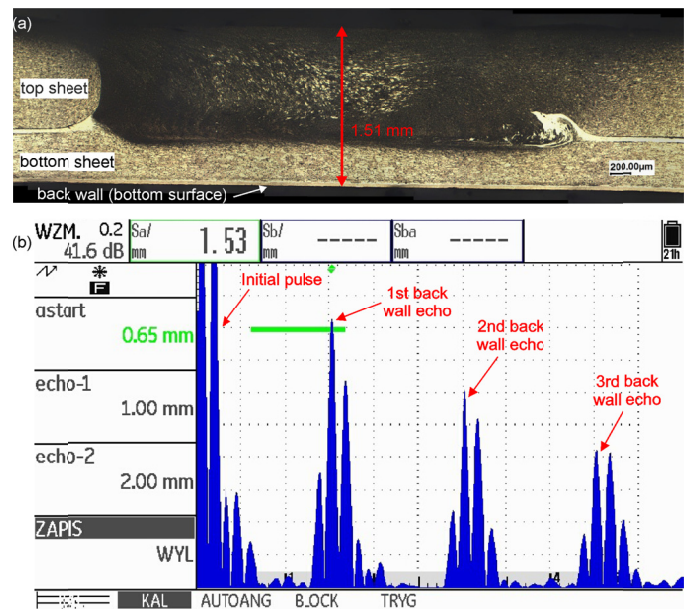 (a)
top sheet
1.51 mm
bottom sheet
200.00µm
back wall (bottom surface)
(b)
WZM. 0.2
41.6 dB
Sa/
mm
1.53
Sb/
mm
-----
Sba
mm
-----
21h
F
Initial pulse
1st back
wall echo
astart
0.65 mm
2nd back
wall echo
echo-1
1.00 mm
3rd back
wall echo
echo-2
2.00 mm
ZAPIS
WYL
KAL AUTOANG BLOCK TRYG